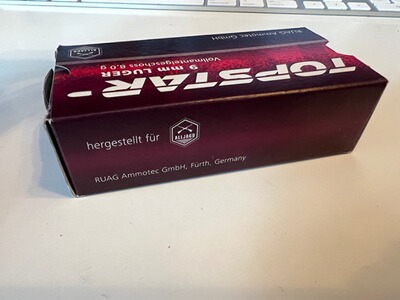 RUAG Ammotec GmbH
TOPSTAR
9 mm LUGER
Vollmantelgeschoss 8,0 g
hergestellt für
ALLJAGD
RUAG Ammotec GmbH, Fürth, Germany